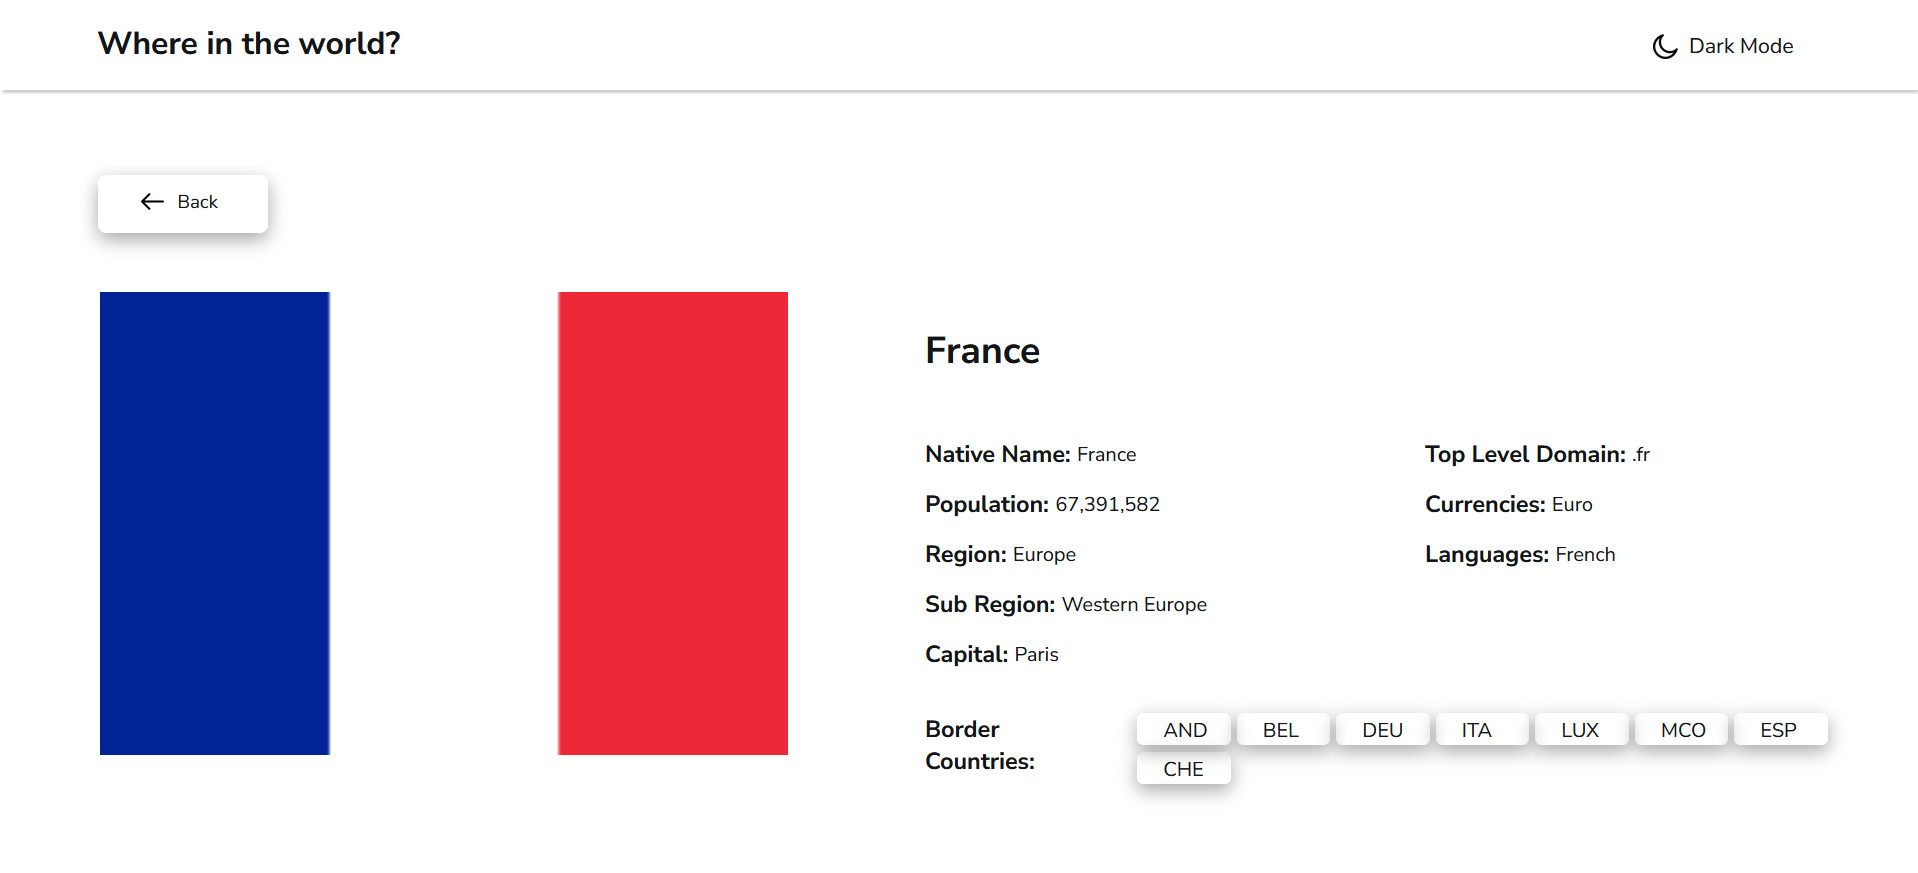 Where in the world?
Dark Mode
Back
France
Native Name: France
Population: 67,391,582
Region: Europe
Sub Region: Western Europe
Capital: Paris
Top Level Domain: .fr
Currencies: Euro
Languages: French
Border
Countries:
AND BEL DEU ITA LUX MCO ESP
CHE